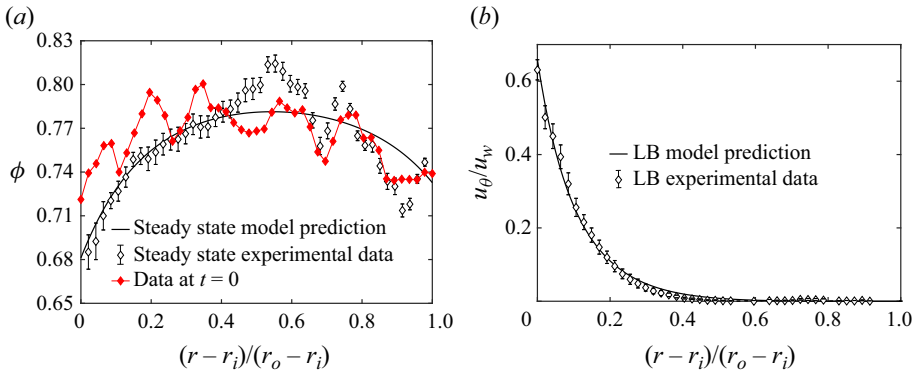 (a)
0.83
0.80
0.77
0.74
0.71
0.68
0.65
ϕ
Steady state model prediction
Steady state experimental data
Data at t = 0
0 0.2 0.4 0.6 0.8 1.0
(r – r_i)/(r_o – r_i)
(b)
0.6
0.4
0.2
u_θ/u_w
LB model prediction
LB experimental data
0 0.2 0.4 0.6 0.8 1.0
(r – r_i)/(r_o – r_i)